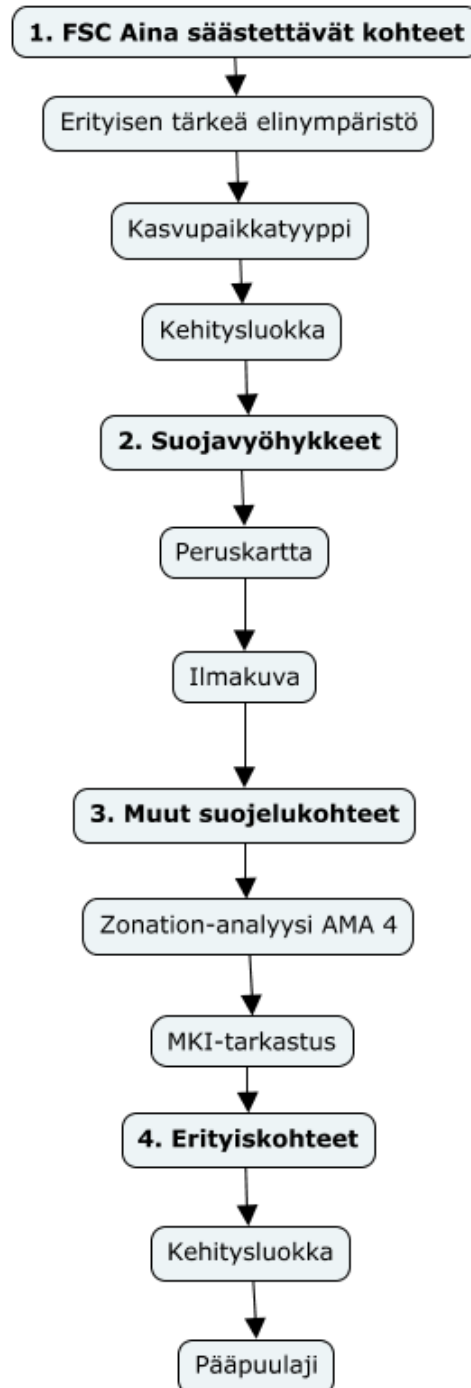 1. FSC Aina säästettävät kohteet
Erityisen tärkeä elinympäristö
Kasvupaikkatyyppi
Kehitysluokka
2. Suojavyöhykkeet
Peruskartta
Ilmakuva
3. Muut suojelukohteet
Zonation-analyysi AMA 4
MKI-tarkastus
4. Erityiskohteet
Kehitysluokka
Pääpuulaji